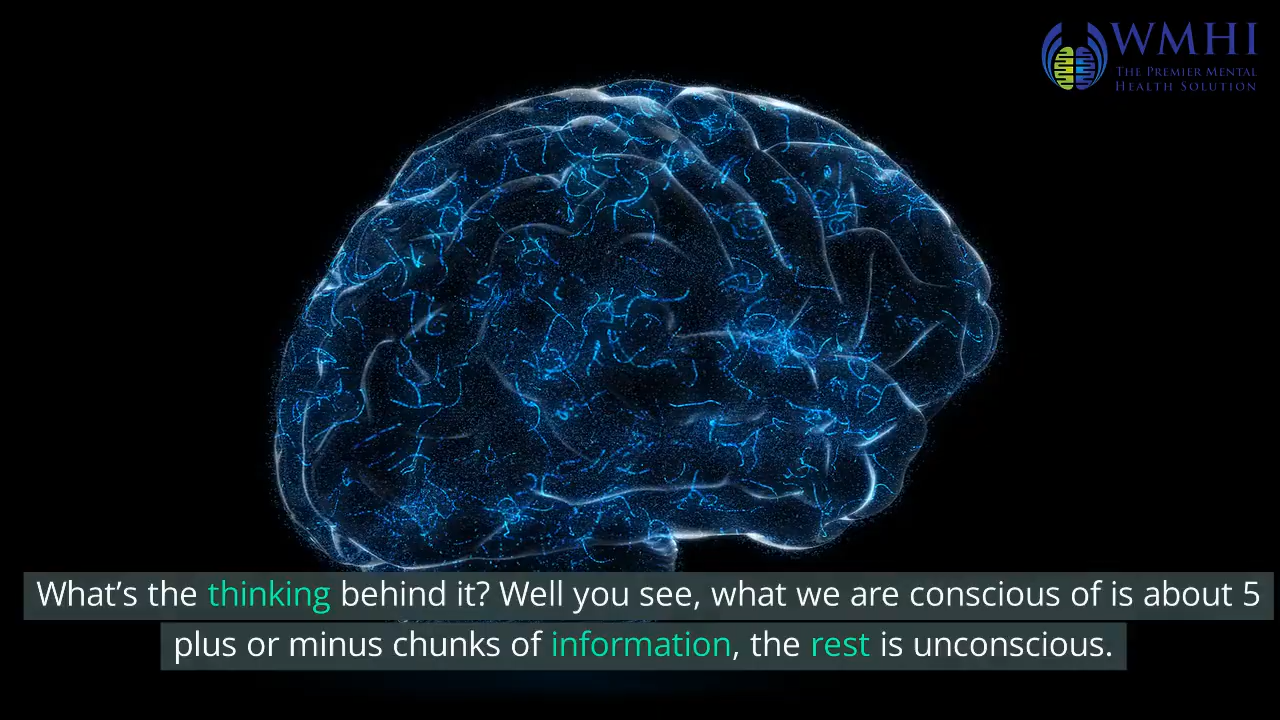 WMHI
THE PREMIER MENTAL
HEALTH SOLUTION
What’s the thinking behind it? Well you see, what we are conscious of is about 5
plus or minus chunks of information, the rest is unconscious.